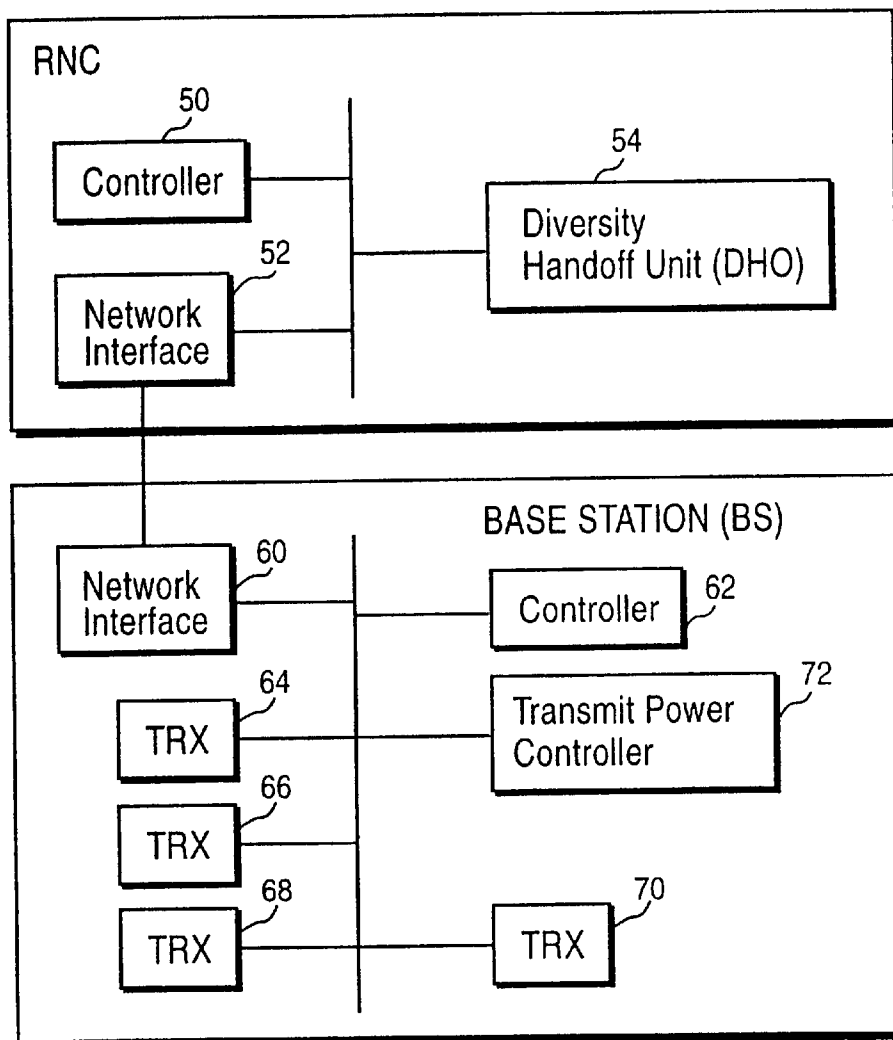 RNC
50
Controller
54
Diversity
Handoff Unit (DHO)
52
Network
Interface
BASE STATION (BS)
60
Network
Interface
62
Controller
64
TRX
72
Transmit Power
Controller
66
TRX
68
TRX
70
TRX